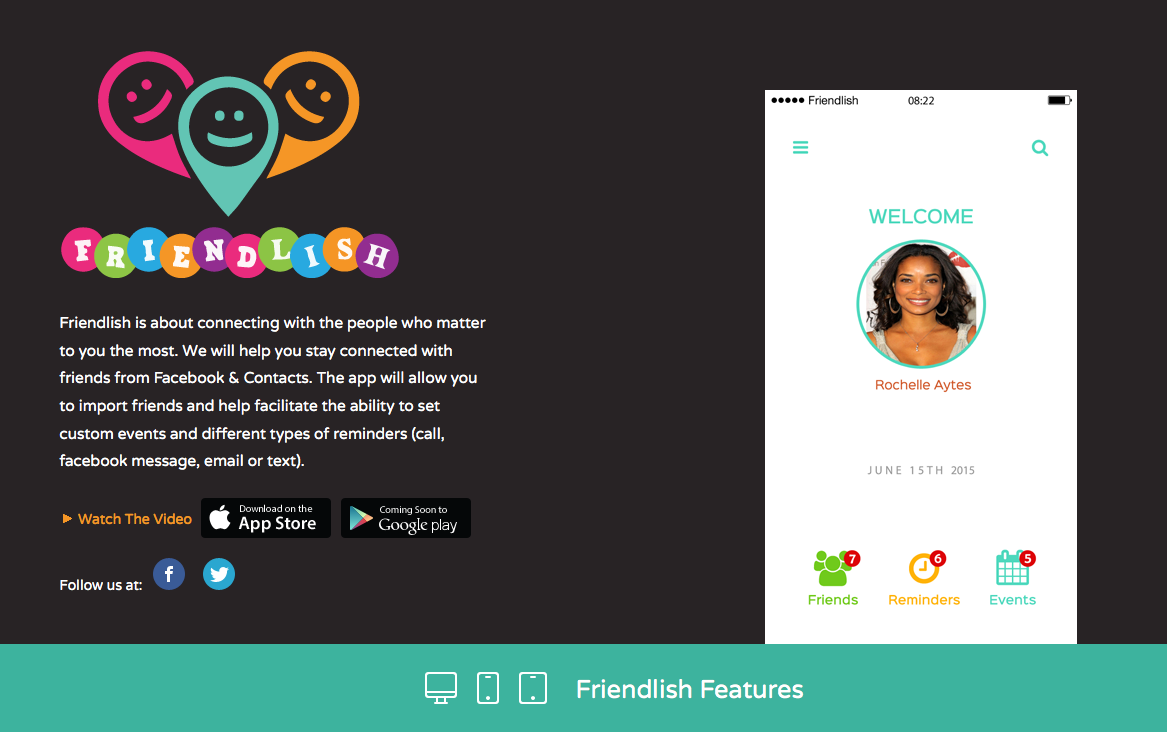 FRIENDLISH
Friendlish is about connecting with the people who matter
to you the most. We will help you stay connected with
friends from Facebook & Contacts. The app will allow you
to import friends and help facilitate the ability to set
custom events and different types of reminders (call,
facebook message, email or text).
Watch The Video
Download on the
App Store
Coming Soon to
Google play
Follow us at:
Friendlish 08:22
WELCOME
Rochelle Aytes
JUNE 15TH 2015
7 6 5
Friends Reminders Events
Friendlish Features